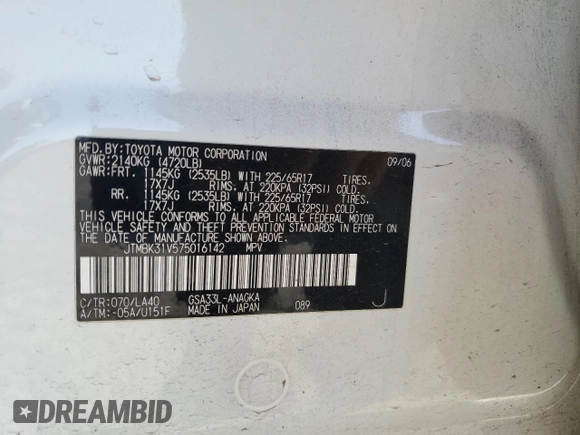 MFD.BY:TOYOTA MOTOR CORPORATION 09/06
GVWR:2140KG (4720LB)
GAWR:FRT. 1145KG (2535LB) WITH 225/65R17 TIRES.
17X7J RIMS. AT 220KPA (32PSI) COLD.
RR. 1145KG (2535LB) WITH 225/65R17 TIRES.
17X7J RIMS. AT 220KPA (32PSI) COLD.
THIS VEHICLE CONFORMS TO ALL APPLICABLE FEDERAL MOTOR
VEHICLE SAFETY AND THEFT PREVENTION STANDARDS IN EFFECT
ON THE DATE OF MANUFACTURE SHOWN ABOVE.
JTMBK31V575016142 MPV
C/TR:070/LA40 GSA33L-ANAGKA J
A/TM:-05A/U151F MADE IN JAPAN 089
DREAMBID